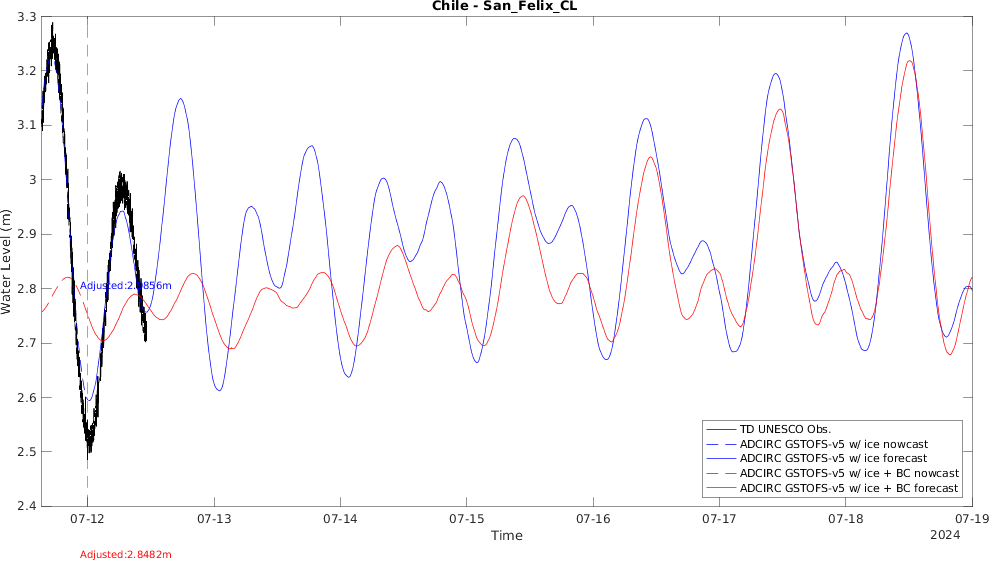 Chile - San_Felix_CL
3.3
3.2
3.1
3
2.9
2.8
2.7
2.6
2.5
2.4
Water Level (m)
07-12
07-13
07-14
07-15
07-16
07-17
07-18
07-19
Time
2024
TD UNESCO Obs.
ADCIRC GSTOFS-v5 w/ ice nowcast
ADCIRC GSTOFS-v5 w/ ice forecast
ADCIRC GSTOFS-v5 w/ ice + BC nowcast
ADCIRC GSTOFS-v5 w/ ice + BC forecast
Adjusted:2.8482m